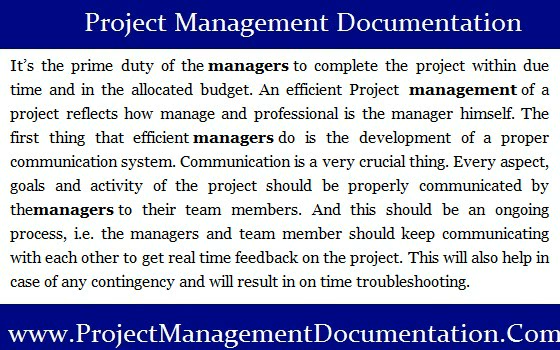 Project Management Documentation
It's the prime duty of the managers to complete the project within due
time and in the allocated budget. An efficient Project management of a
project reflects how manage and professional is the manager himself. The
first thing that efficient managers do is the development of a proper
communication system. Communication is a very crucial thing. Every aspect,
goals and activity of the project should be properly communicated by
themanagers to their team members. And this should be an ongoing
process, i.e. the managers and team member should keep communicating
with each other to get real time feedback on the project. This will also help in
case of any contingency and will result in on time troubleshooting.
www.ProjectManagementDocumentation.Com